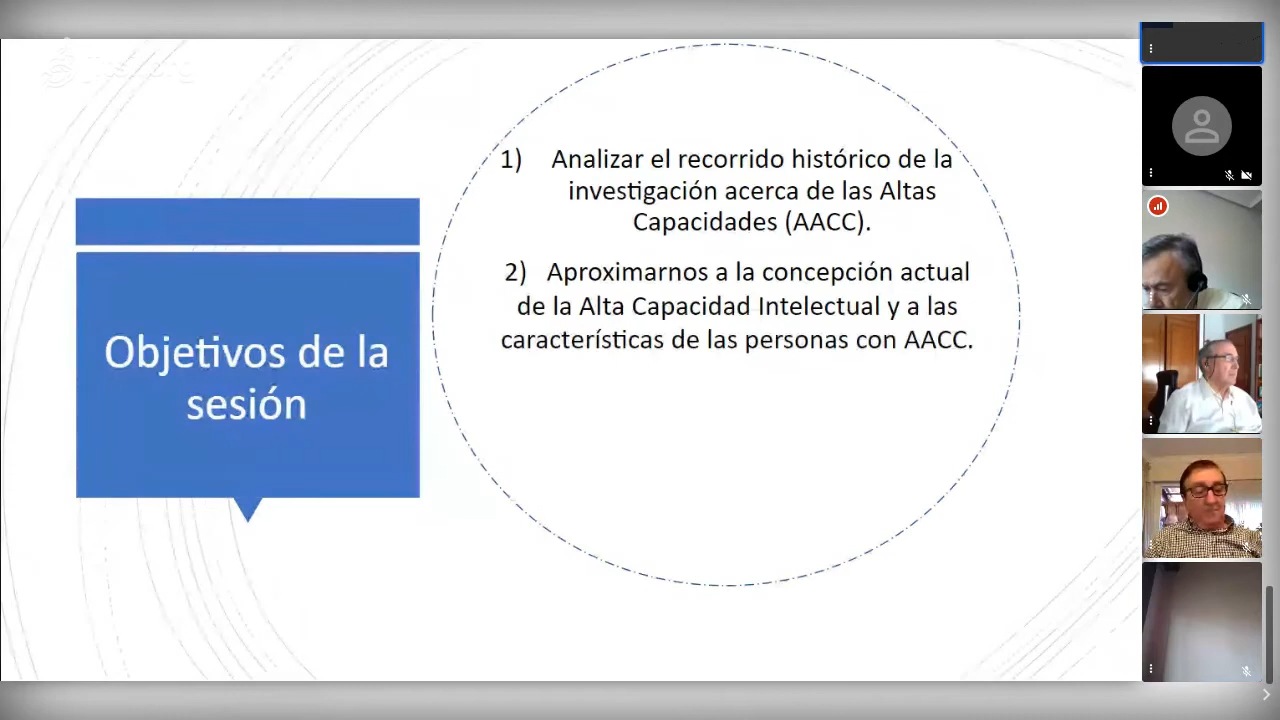 Objetivos de la
sesión
1) Analizar el recorrido histórico de la
investigación acerca de las Altas
Capacidades (AACC).
2) Aproximarnos a la concepción actual
de la Alta Capacidad Intelectual y a las
características de las personas con AACC.